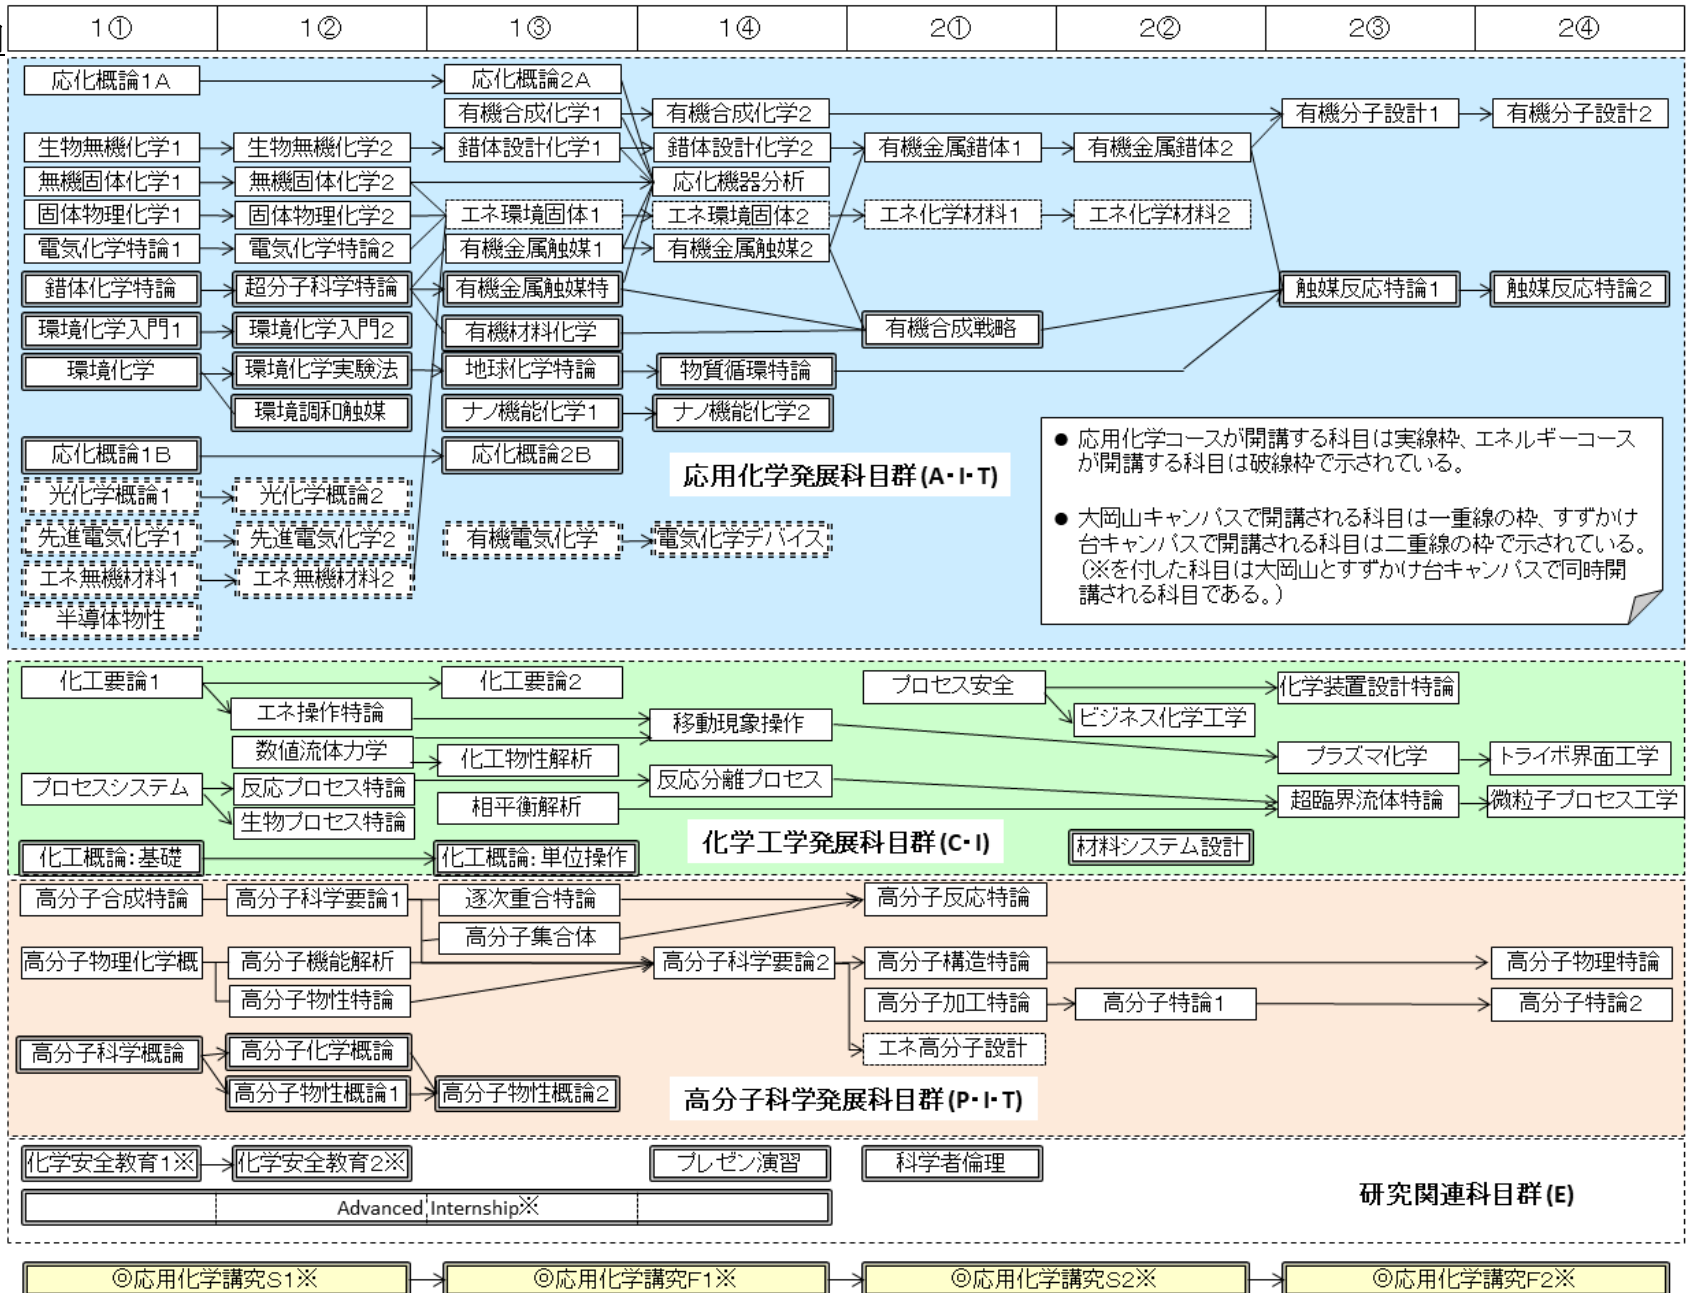 1① 1② 1③ 1④ 2① 2② 2③ 2④
応化概論1A 応化概論2A
有機合成化学1 有機合成化学2 有機分子設計1 有機分子設計2
生物無機化学1 生物無機化学2 錯体設計化学1 錯体設計化学2 有機金属錯体1 有機金属錯体2
無機固体化学1 無機固体化学2 応化機器分析
固体物理化学1 固体物理化学2 エネ環境固体1 エネ環境固体2 エネ化学材料1 エネ化学材料2
電気化学特論1 電気化学特論2 有機金属触媒1 有機金属触媒2
錯体化学特論 超分子科学特論 有機金属触媒特 触媒反応特論1 触媒反応特論2
環境化学入門1 環境化学入門2 有機材料化学 有機合成戦略
環境化学 環境化学実験法 地球化学特論 物質循環特論
環境調和触媒 ナノ機能化学1 ナノ機能化学2
応化概論1B 応化概論2B
応用化学発展科目群(A・I・T)
光化学概論1 光化学概論2
先進電気化学1 先進電気化学2 有機電気化学 電気化学デバイス
エネ無機材料1 エネ無機材料2
半導体物性
● 応用化学コースが開講する科目は実線枠、エネルギーコース
が開講する科目は破線枠で示されている。
● 大岡山キャンパスで開講される科目は一重線の枠、すずかけ
台キャンパスで開講される科目は二重線の枠で示されている。
(※を付した科目は大岡山とすずかけ台キャンパスで同時開
講される科目である。)
化工要論1 化工要論2 プロセス安全 化学装置設計特論
エネ操作特論 移動現象操作 ビジネス化学工学
数値流体力学 化工物性解析 プラズマ化学 トライボ界面工学
プロセスシステム 反応プロセス特論 反応分離プロセス
相平衡解析 超臨界流体特論 微粒子プロセス工学
生物プロセス特論
化学工学発展科目群(C・I)
化工概論:基礎 化工概論:単位操作 材料システム設計
高分子合成特論 高分子科学要論1 逐次重合特論 高分子反応特論
高分子集合体
高分子物理化学概 高分子機能解析 高分子科学要論2 高分子構造特論 高分子物理特論
高分子物性特論 高分子加工特論 高分子特論1 高分子特論2
高分子科学概論 高分子化学概論 エネ高分子設計
高分子物性概論1 高分子物性概論2
高分子科学発展科目群(P・I・T)
化学安全教育1※ 化学安全教育2※ プレゼン演習 科学者倫理
Advanced Internship※
研究関連科目群(E)
◎応用化学講究S1※ ◎応用化学講究F1※ ◎応用化学講究S2※ ◎応用化学講究F2※